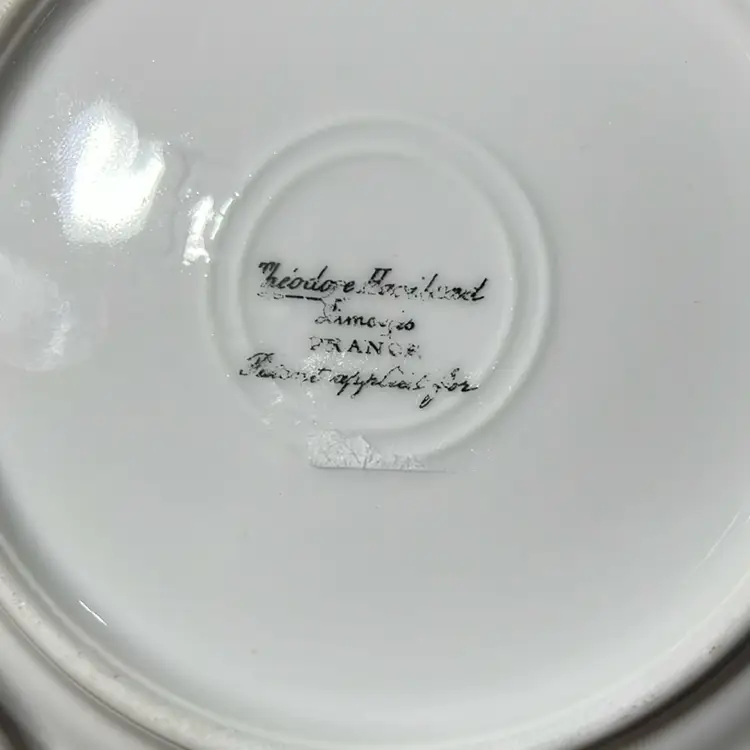 Théodore Haviland
Limoges
FRANCE
Patent applied for